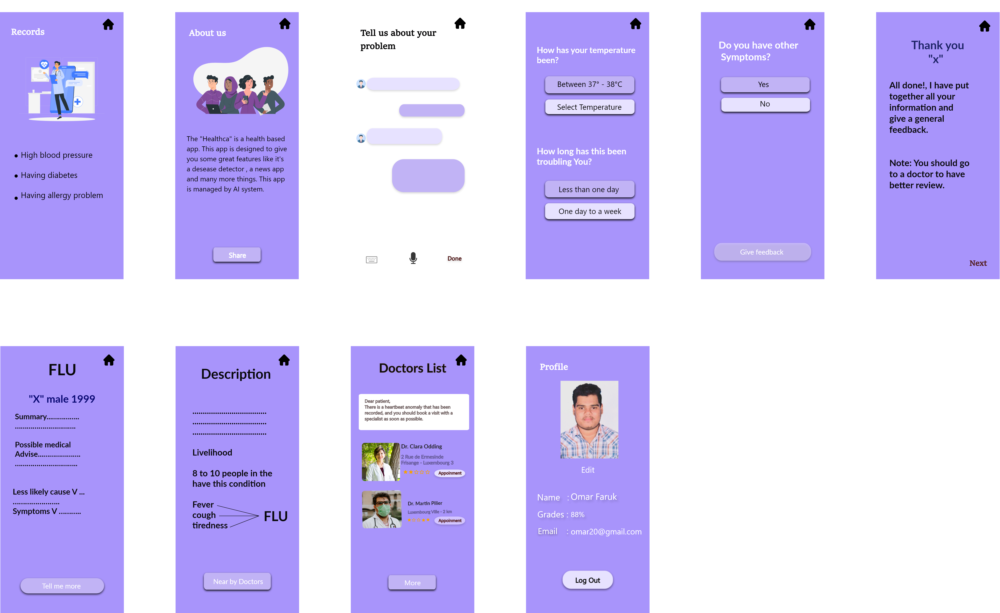 Records
High blood pressure
Having diabetes
Having allergy problem
About us
The "Healthca" is a health based
app. This app is designed to give
you some great features like it's
a desease detector , a news app
and many more things. This app
is managed by AI system.
Share
Tell us about your
problem
Done
How has your temperature
been?
Between 37° - 38°C
Select Temperature
How long has this been
troubling You?
Less than one day
One day to a week
Do you have other
Symptoms?
Yes
No
Give feedback
Thank you
"x"
All done!, I have put
together all your
information and
give a general
feedback.
Note: You should go
to a doctor to have
better review.
Next
FLU
"X" male 1999
Summary.................
...............................
Possible medical
Advise......................
................................
Less likely cause V ...
........................
Symptoms V ...........
Tell me more
Description
....................................
....................................
....................................
Livelihood
8 to 10 people in the
have this condition
Fever
cough
tiredness
FLU
Near by Doctors
Doctors List
Dear patient,
There is a heartbeat anomaly that has been
recorded, and you should book a visit with a
specialist as soon as possible.
Dr. Clara Odding
2 Rue de Ermesinde
Frisange - Luxembourg 3
Appoinment
Dr. Martin Pilier
Luxembourg Ville - 2 km
Appoinment
More
Profile
Edit
Name : Omar Faruk
Grades : 88%
Email : omar20@gmail.com
Log Out